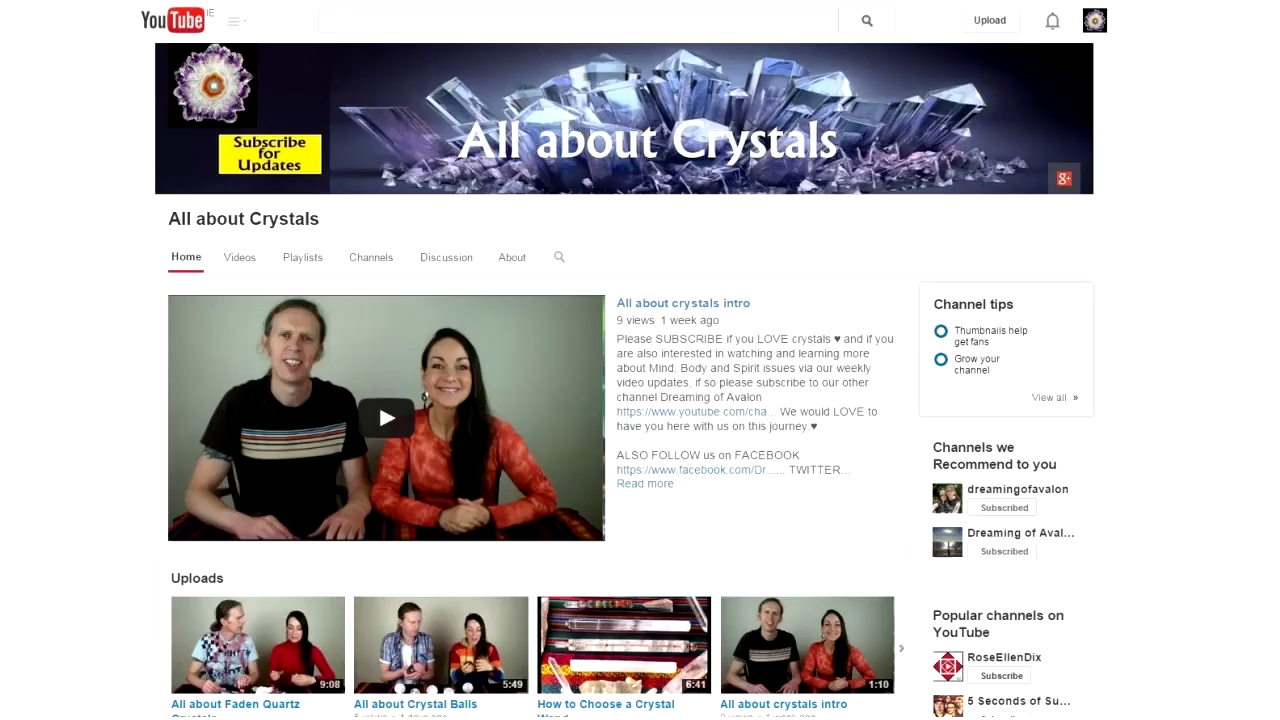 YouTube IE
Upload
Subscribe
for
Updates
All about Crystals
g+
All about Crystals
Home Videos Playlists Channels Discussion About
All about crystals intro
9 views 1 week ago
Please SUBSCRIBE if you LOVE crystals ♥ and if you
are also interested in watching and learning more
about Mind, Body and Spirit issues via our weekly
video updates, if so please subscribe to our other
channel Dreaming of Avalon
https://www.youtube.com/cha... We would LOVE to
have you here with us on this journey.♥
ALSO FOLLOW us on FACEBOOK
https://www.facebook.com/Dr...... TWITTER...
Read more
Channel tips
Thumbnails help
get fans
Grow your
channel
View all »
Channels we
Recommend to you
dreamingofavalon
Subscribed
Dreaming of Aval...
Subscribed
Uploads
9:08 5:49 6:41 1:10
All about Faden Quartz
Crystals
All about Crystal Balls
How to Choose a Crystal
Wand
All about crystals intro
Popular channels on
YouTube
RoseEllenDix
Subscribe
5 Seconds of Su...